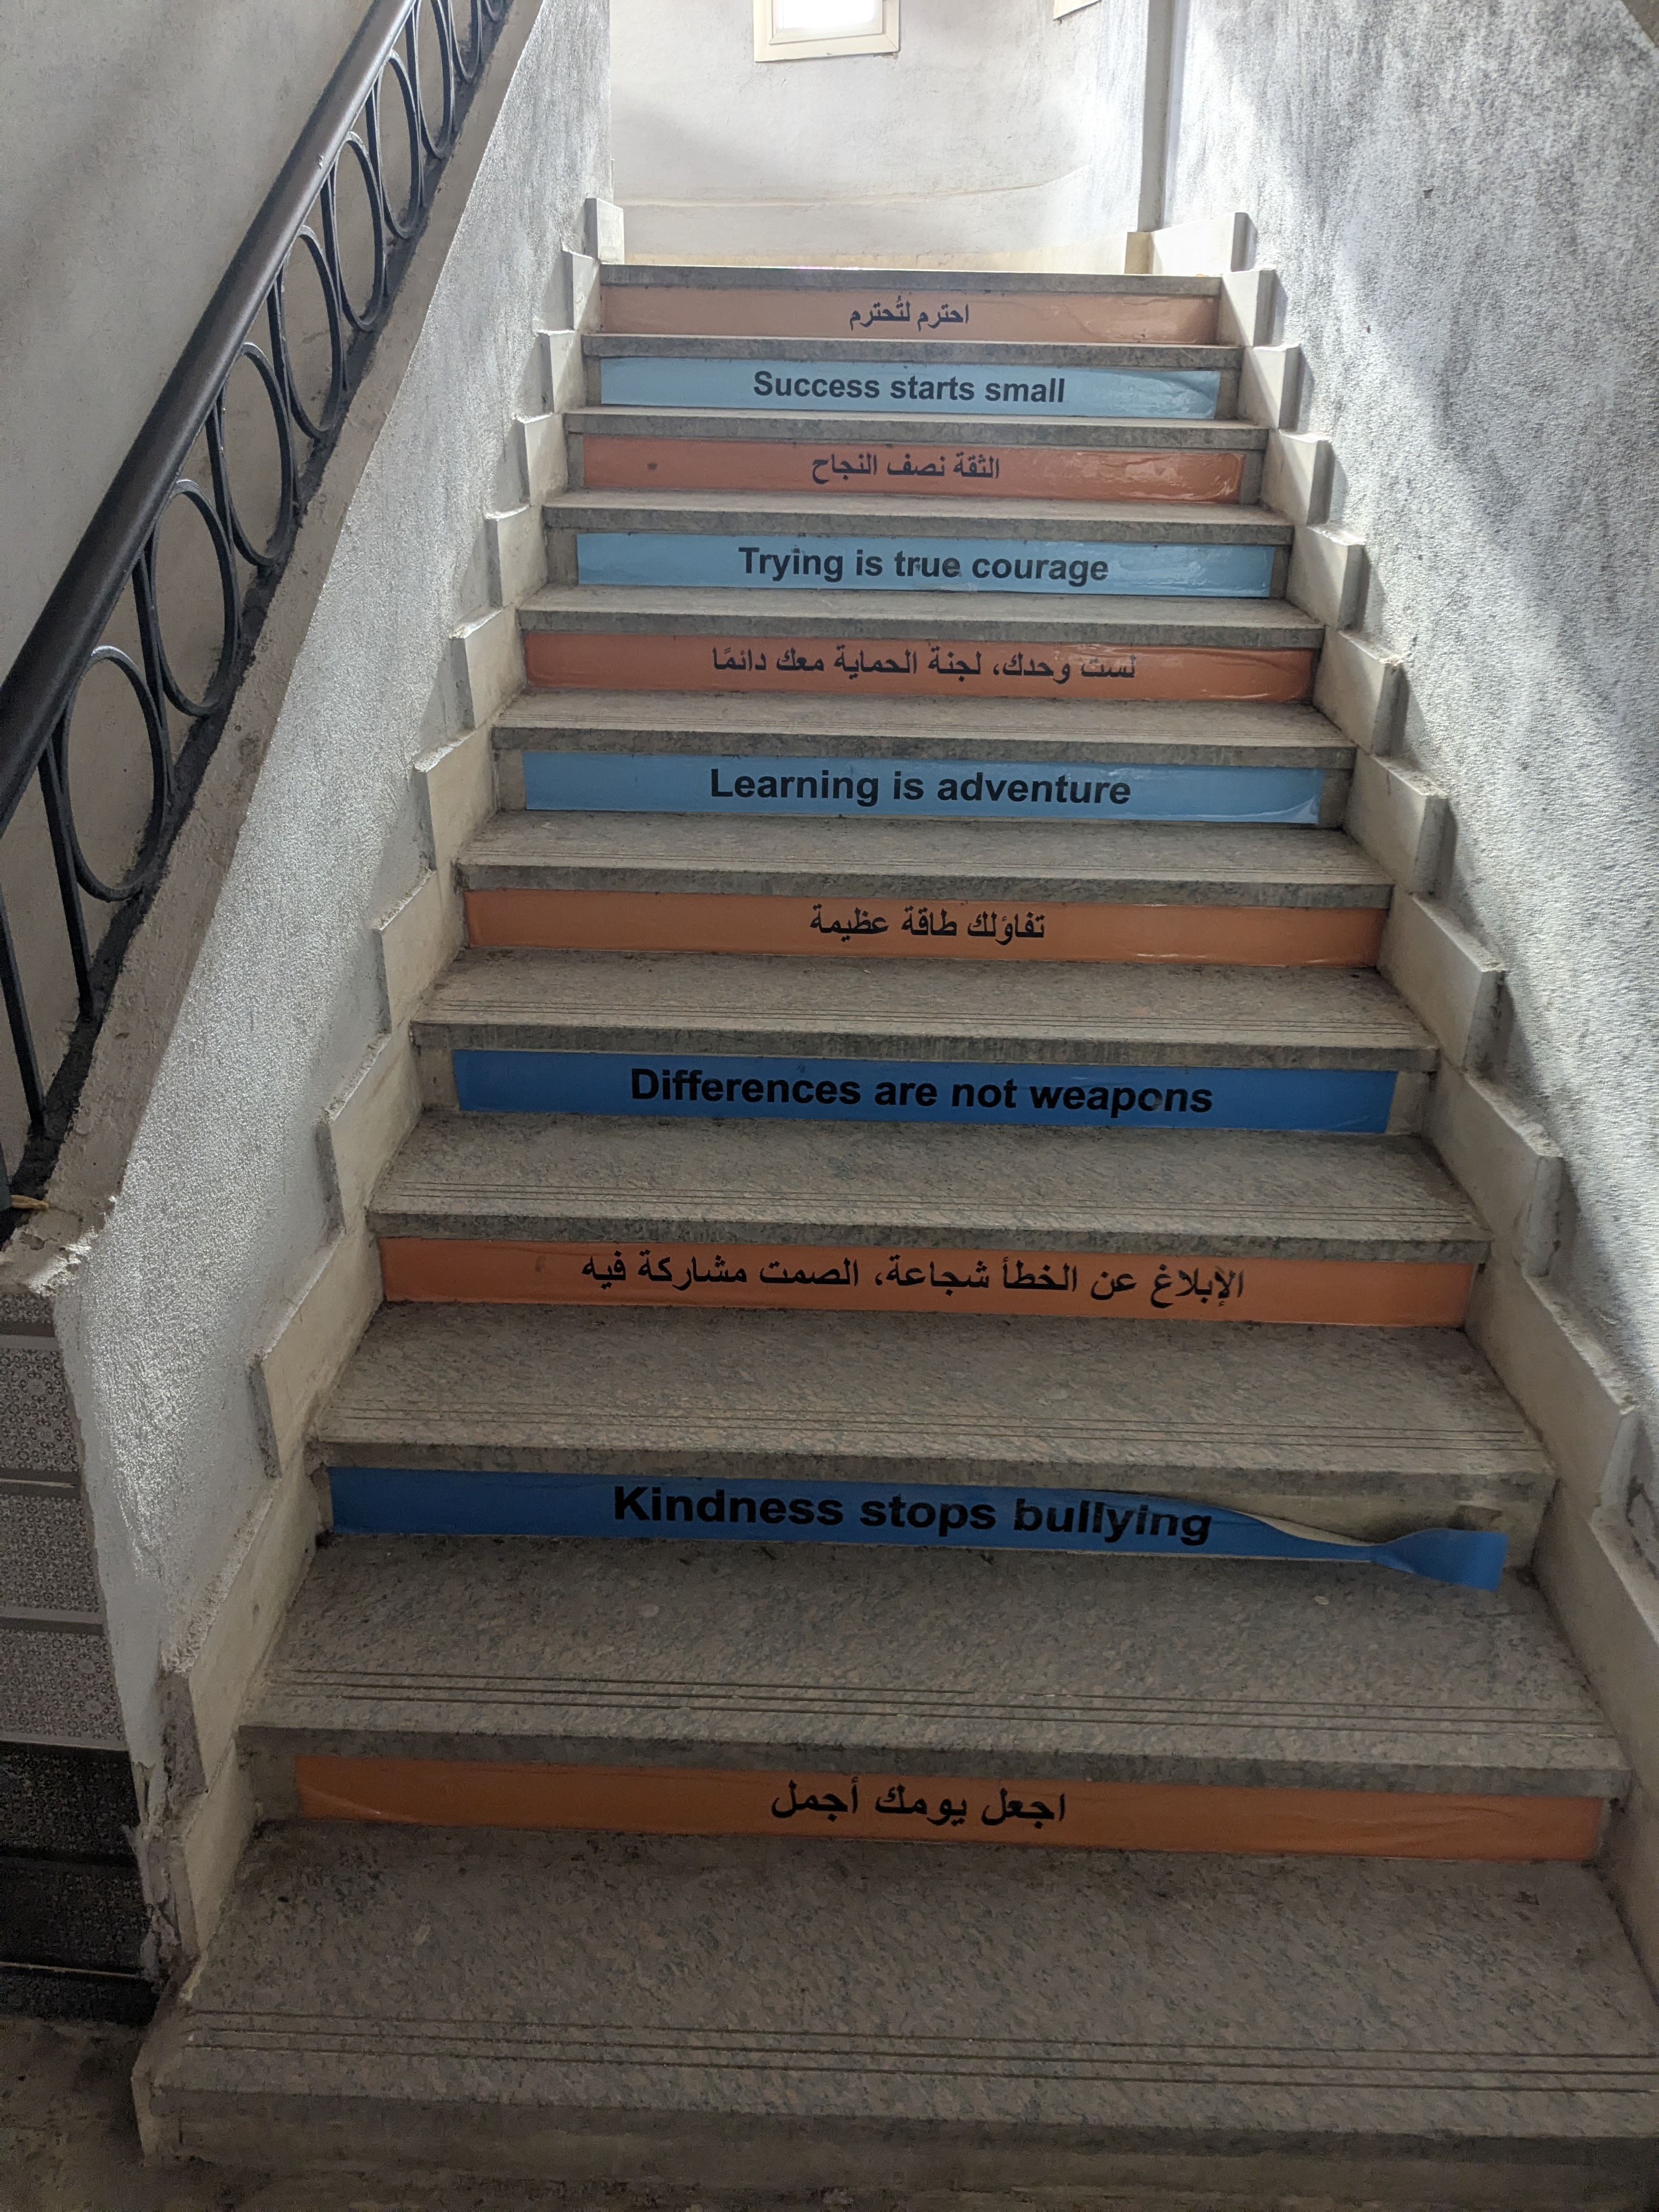 احترم لتُحترم
Success starts small
الثقة نصف النجاح
Trying is true courage
لست وحدك، لجنة الحماية معك دائمًا
Learning is adventure
تفاؤلك طاقة عظيمة
Differences are not weapons
الإبلاغ عن الخطأ شجاعة، الصمت مشاركة فيه
Kindness stops bullying
اجعل يومك أجمل